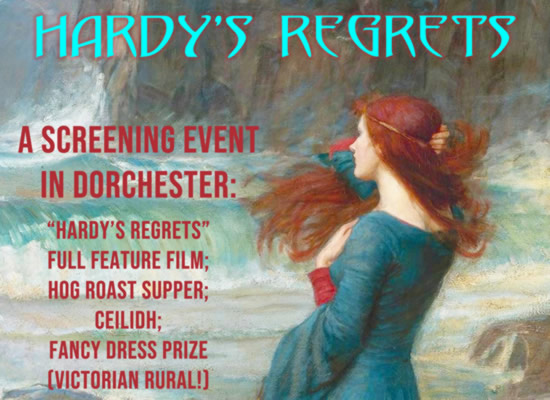 HARDY'S REGRETS
A SCREENING EVENT
IN DORCHESTER:
“HARDY’S REGRETS”
FULL FEATURE FILM;
HOG ROAST SUPPER;
CEILIDH;
FANCY DRESS PRIZE
(VICTORIAN RURAL!)